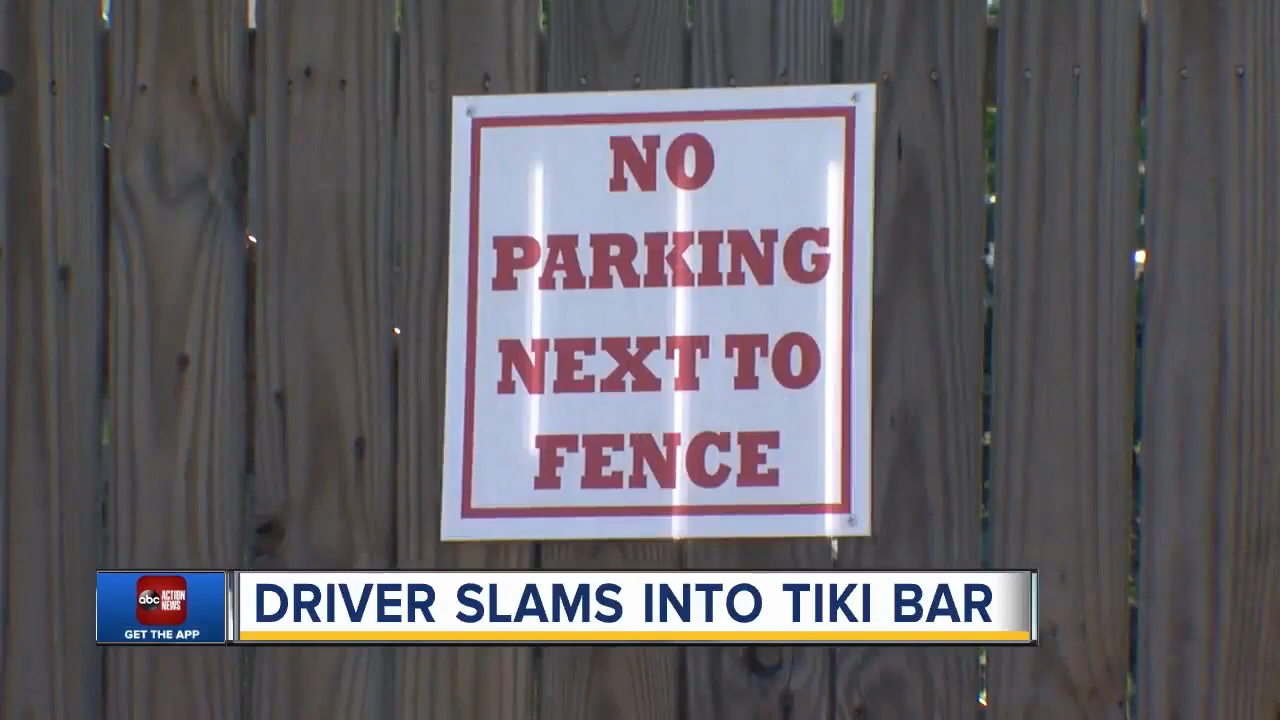 NO
PARKING
NEXT TO
FENCE
abc ACTION NEWS
GET THE APP
DRIVER SLAMS INTO TIKI BAR